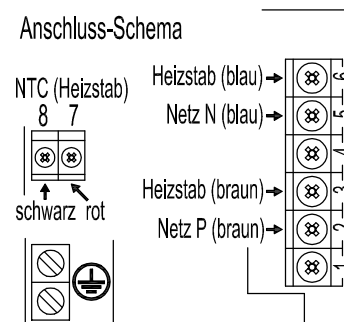 Anschluss-Schema
NTC (Heizstab)
8 7
schwarz rot
Heizstab (blau)
Netz N (blau)
Heizstab (braun)
Netz P (braun)
6
5
4
3
2
1